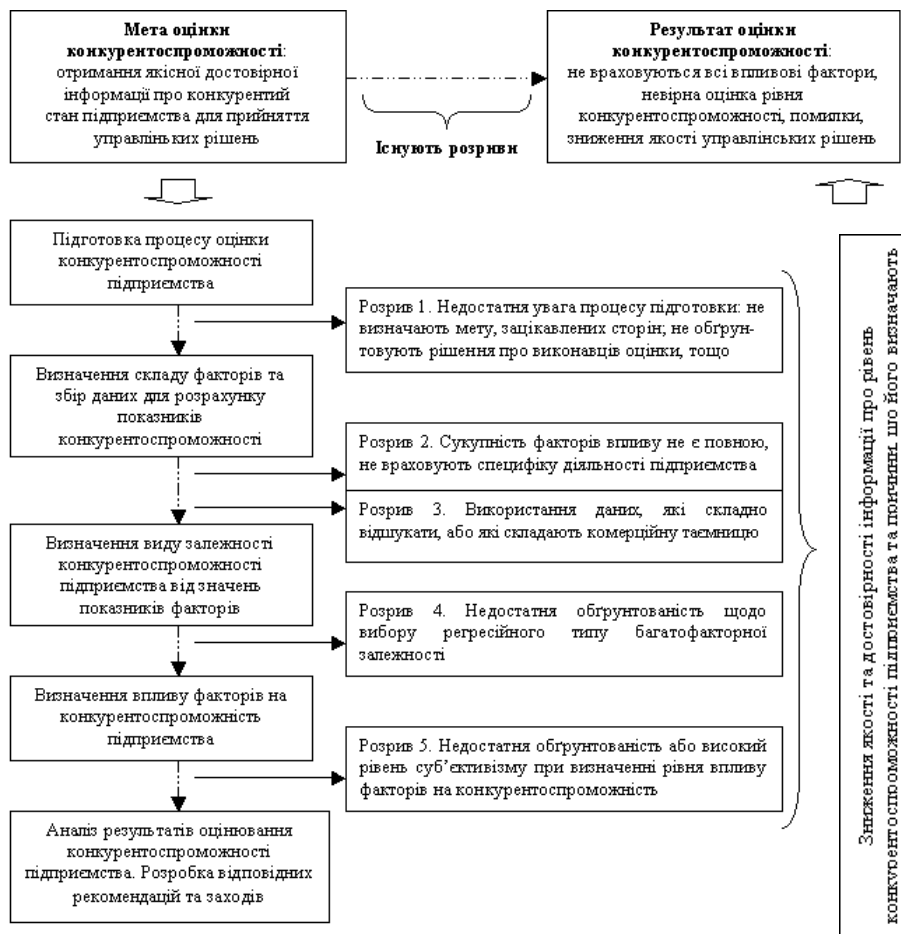 Мета оцінки
конкурентоспроможності:
отримання якісної достовірної
інформації про конкурентий
стан підприємства для прийняття
управліньких рішень
Результат оцінки
конкурентоспроможності:
не враховуються всі впливові фактори,
невірна оцінка рівня
конкурентоспроможності, помилки,
зниження якості управлінських рішень
Існують розриви
Підготовка процесу оцінки
конкурентоспроможності
підприємства
Розрив 1. Недостатня увага процесу підготовки: не
визначають мету, зацікавлених сторін; не обґрун-
товують рішення про виконавців оцінки, тощо
Визначення складу факторів та
збір даних для розрахунку
показників
конкурентоспроможності
Розрив 2. Сукупність факторів впливу не є повною,
не враховують специфіку діяльності підприємства
Розрив 3. Використання даних, які складно
відшукати, або які складають комерційну таємницю
Визначення виду залежності
конкурентоспроможності
підприємства від значень
показників факторів
Розрив 4. Недостатня обґрунтованість щодо
вибору регресійного типу багатофакторної
залежності
Визначення впливу факторів на
конкурентоспроможність
підприємства
Розрив 5. Недостатня обґрунтованість або високий
рівень суб’єктивізму при визначенні рівня впливу
факторів на конкурентоспроможність
Аналіз результатів оцінювання
конкурентоспроможності
підприємства. Розробка відповідних
рекомендацій та заходів
Зниження якості та достовірності інформації про рівень
конкурентоспроможності підприємства та причини, що його визначають